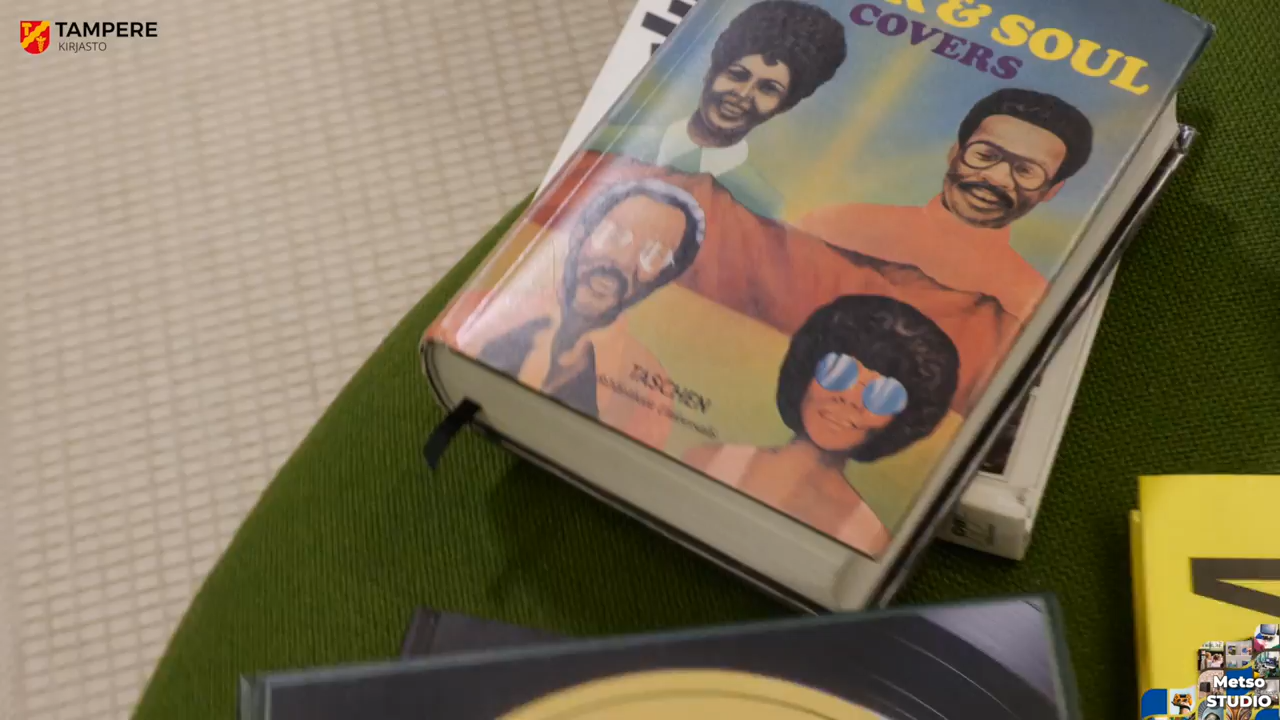 TAMPERE
KIRJASTO
& SOUL
COVERS
TASCHEN
Metso
STUDIO